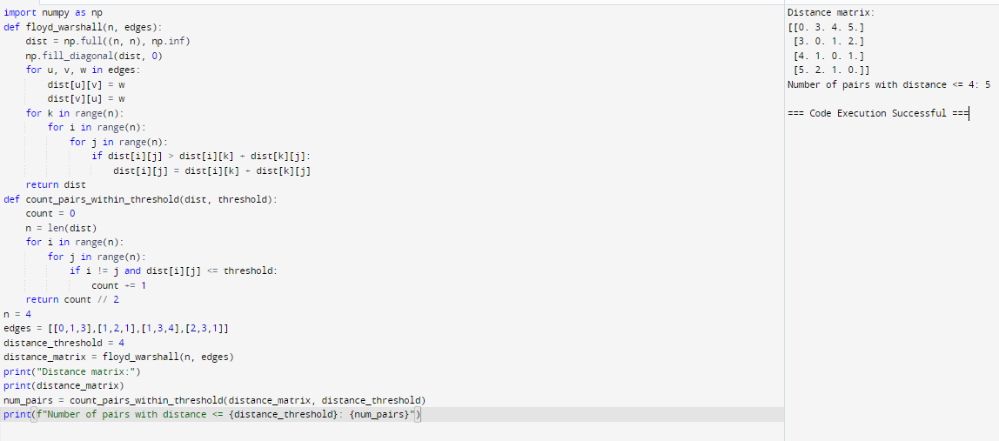 import numpy as np
def floyd_warshall(n, edges):
    dist = np.full((n, n), np.inf)
    np.fill_diagonal(dist, 0)
    for u, v, w in edges:
        dist[u][v] = w
        dist[v][u] = w
    for k in range(n):
        for i in range(n):
            for j in range(n):
                if dist[i][j] > dist[i][k] + dist[k][j]:
                    dist[i][j] = dist[i][k] + dist[k][j]
    return dist
def count_pairs_within_threshold(dist, threshold):
    count = 0
    n = len(dist)
    for i in range(n):
        for j in range(n):
            if i != j and dist[i][j] <= threshold:
                count += 1
    return count // 2
n = 4
edges = [[0,1,3],[1,2,1],[1,3,4],[2,3,1]]
distance_threshold = 4
distance_matrix = floyd_warshall(n, edges)
print("Distance matrix:")
print(distance_matrix)
num_pairs = count_pairs_within_threshold(distance_matrix, distance_threshold)
print(f"Number of pairs with distance <= {distance_threshold}: {num_pairs}")
Distance matrix:
[[0. 3. 4. 5.]
 [3. 0. 1. 2.]
 [4. 1. 0. 1.]
 [5. 2. 1. 0.]]
Number of pairs with distance <= 4: 5
=== Code Execution Successful ===